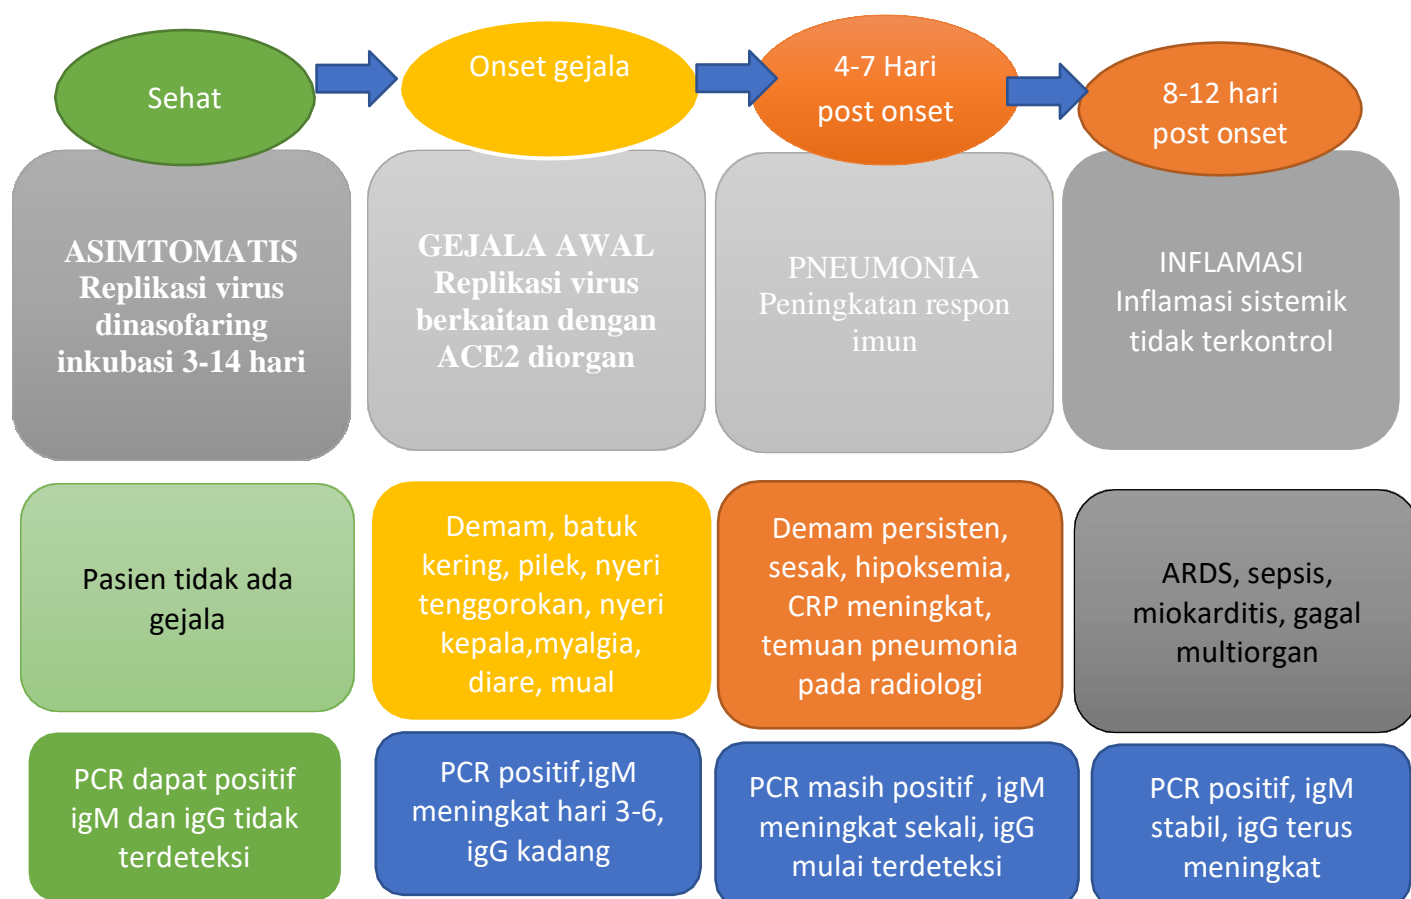 Sehat
Onset gejala
4-7 Hari
post onset
8-12 hari
post onset
ASIMTOMATIS
Replikasi virus
dinasofaring
inkubasi 3-14 hari
GEJALA AWAL
Replikasi virus
berkaitan dengan
ACE2 diorgan
PNEUMONIA
Peningkatan respon
imun
INFLAMASI
Inflamasi sistemik
tidak terkontrol
Pasien tidak ada
gejala
Demam, batuk
kering, pilek, nyeri
tenggorokan, nyeri
kepala,myalgia,
diare, mual
Demam persisten,
sesak, hipoksemia,
CRP meningkat,
temuan pneumonia
pada radiologi
ARDS, sepsis,
miokarditis, gagal
multiorgan
PCR dapat positif
igM dan igG tidak
terdeteksi
PCR positif,igM
meningkat hari 3-6,
igG kadang
PCR masih positif , igM
meningkat sekali, igG
mulai terdeteksi
PCR positif, igM
stabil, igG terus
meningkat